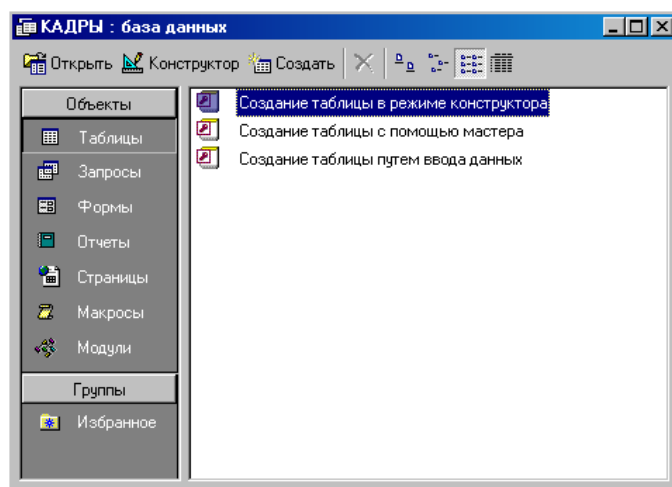 КАДРЫ : база данных
Открыть Конструктор Создать
Объекты
Таблицы
Запросы
Формы
Отчеты
Страницы
Макросы
Модули
Группы
Избранное
Создание таблицы в режиме конструктора
Создание таблицы с помощью мастера
Создание таблицы путем ввода данных